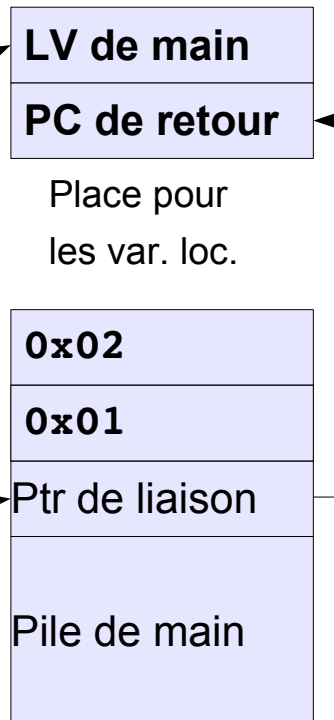 LV de main
PC de retour
Place pour
les var. loc.
0x02
0x01
Ptr de liaison
Pile de main